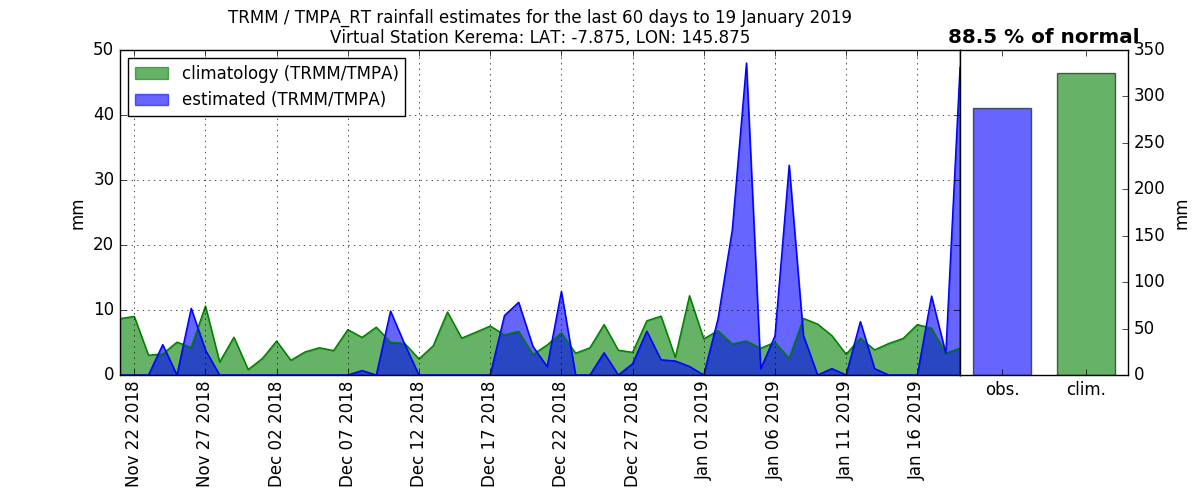 TRMM / TMPA_RT rainfall estimates for the last 60 days to 19 January 2019
Virtual Station Kerema: LAT: -7.875, LON: 145.875
88.5 % of normal
climatology (TRMM/TMPA)
estimated (TRMM/TMPA)
50
40
30
20
10
0
mm
350
300
250
200
150
100
50
0
mm
Nov 22 2018
Nov 27 2018
Dec 02 2018
Dec 07 2018
Dec 12 2018
Dec 17 2018
Dec 22 2018
Dec 27 2018
Jan 01 2019
Jan 06 2019
Jan 11 2019
Jan 16 2019
obs.
clim.